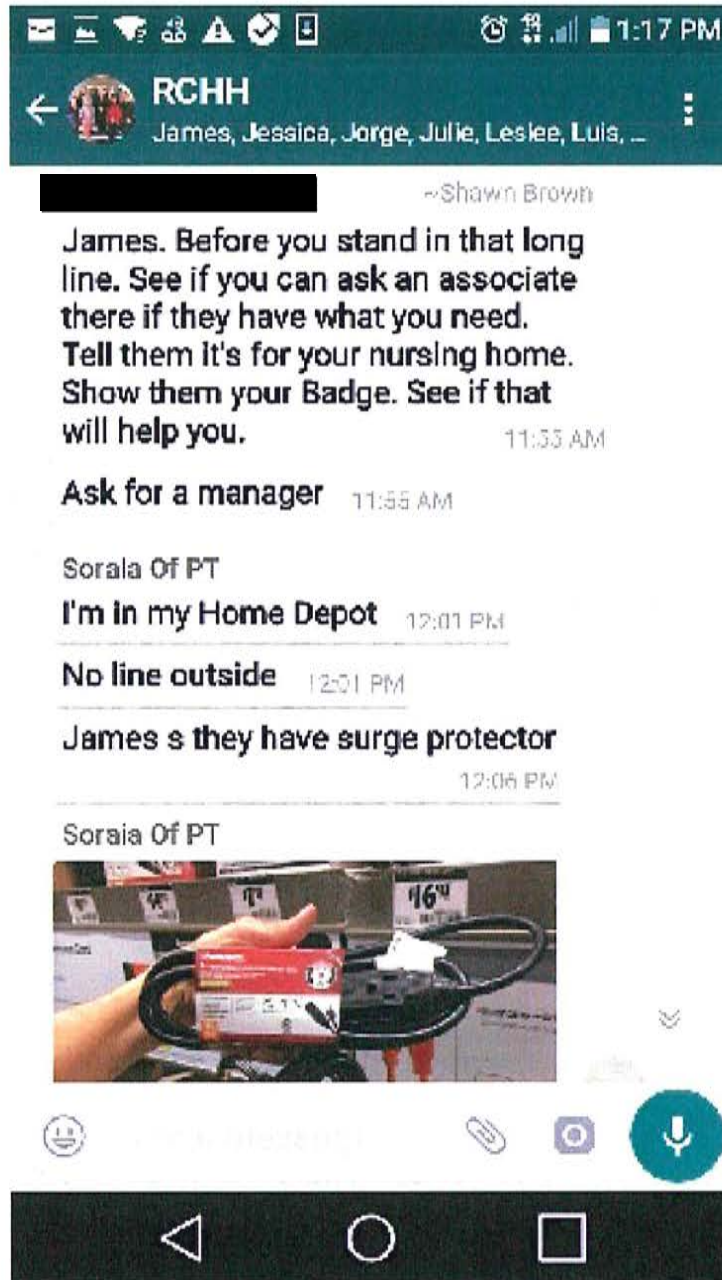 1:17 PM
RCHH
James, Jessica, Jorge, Julie, Leslee, Luis, ...
~Shawn Brown
James. Before you stand in that long
line. See if you can ask an associate
there if they have what you need.
Tell them it's for your nursing home.
Show them your Badge. See if that
will help you.
11:55 AM
Ask for a manager 11:55 AM
Soraia Of PT
I'm in my Home Depot 12:01 PM
No line outside 12:01 PM
James s they have surge protector
12:06 PM
Soraia Of PT